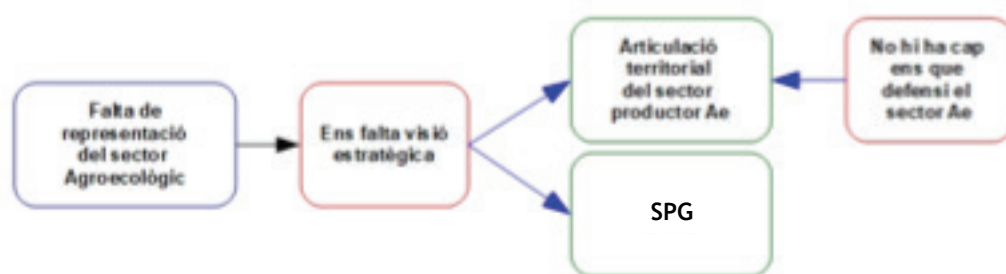 Falta de
representació
del sector
Agroecològic
Ens falta visió
estratègica
Articulació
territorial
del sector
productor Ae
SPG
No hi ha cap
ens que
defensi el
sector Ae